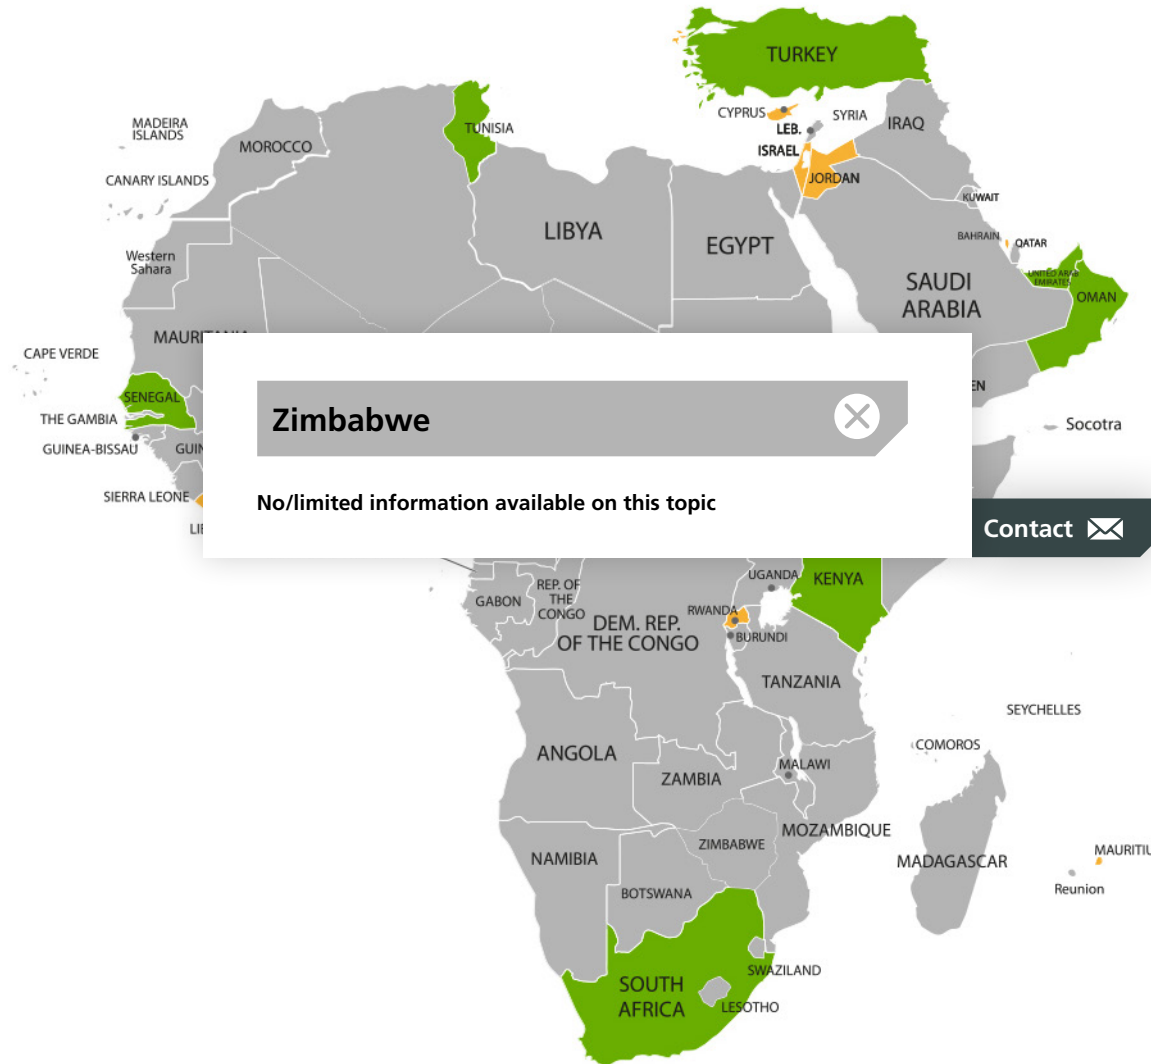 TURKEY
CYPRUS
SYRIA
LEB.
IRAQ
ISRAEL
JORDAN
MADEIRA
ISLANDS
MOROCCO
TUNISIA
CANARY ISLANDS
KUWAIT
LIBYA
EGYPT
BAHRAIN
QATAR
Western
Sahara
UNITED ARAB
EMIRATES
SAUDI
ARABIA
OMAN
CAPE VERDE
SENEGAL
THE GAMBIA
GUINEA-BISSAU
Socotra
SIERRA LEONE
Zimbabwe
No/limited information available on this topic
Contact
GABON
REP. OF
THE
CONGO
UGANDA
KENYA
RWANDA
DEM. REP.
OF THE CONGO
BURUNDI
TANZANIA
SEYCHELLES
ANGOLA
COMOROS
MALAWI
ZAMBIA
MOZAMBIQUE
ZIMBABWE
NAMIBIA
MADAGASCAR
MAURITIU
BOTSWANA
Reunion
SWAZILAND
SOUTH
AFRICA
LESOTHO